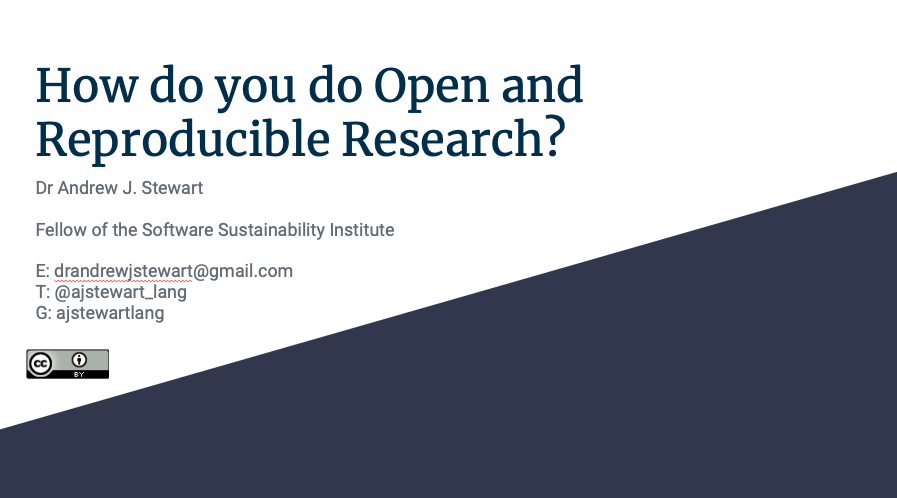 How do you do Open and
Reproducible Research?
Dr Andrew J. Stewart
Fellow of the Software Sustainability Institute
E: drandrewjstewart@gmail.com
T: @ajstewart_lang
G: ajstewartlang
cc
BY